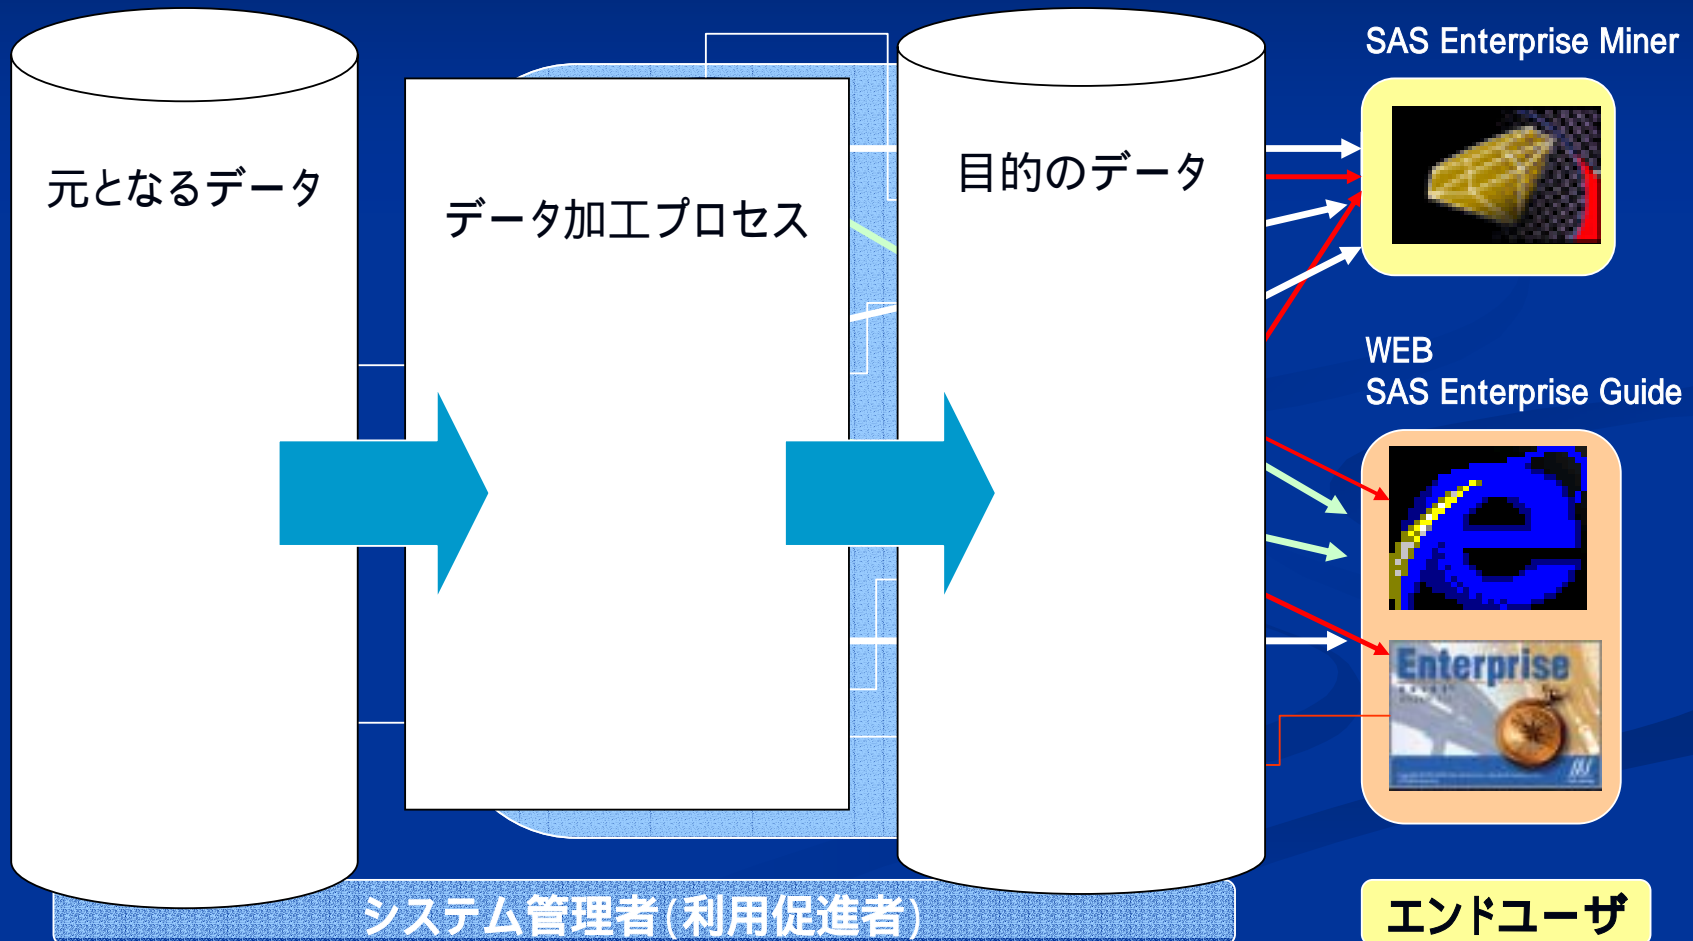 元となるデータ
データ加工プロセス
目的のデータ
SAS Enterprise Miner
WEB
SAS Enterprise Guide
Enterprise
システム管理者(利用促進者)
エンドユーザ